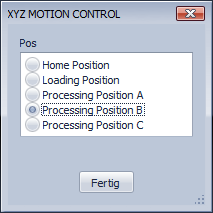 XYZ MOTION CONTROL
Pos
Home Position
Loading Position
Processing Position A
Processing Position B
Processing Position C
Fertig